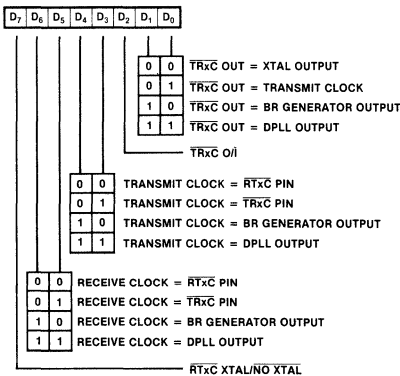 D7 D6 D5 D4 D3 D2 D1 D0
0 0 TRxC OUT = XTAL OUTPUT
0 1 TRxC OUT = TRANSMIT CLOCK
1 0 TRxC OUT = BR GENERATOR OUTPUT
1 1 TRxC OUT = DPLL OUTPUT
TRxC O/I
0 0 TRANSMIT CLOCK = RTxC PIN
0 1 TRANSMIT CLOCK = TRxC PIN
1 0 TRANSMIT CLOCK = BR GENERATOR OUTPUT
1 1 TRANSMIT CLOCK = DPLL OUTPUT
0 0 RECEIVE CLOCK = RTxC PIN
0 1 RECEIVE CLOCK = TRxC PIN
1 0 RECEIVE CLOCK = BR GENERATOR OUTPUT
1 1 RECEIVE CLOCK = DPLL OUTPUT
RTxC XTAL/NO XTAL